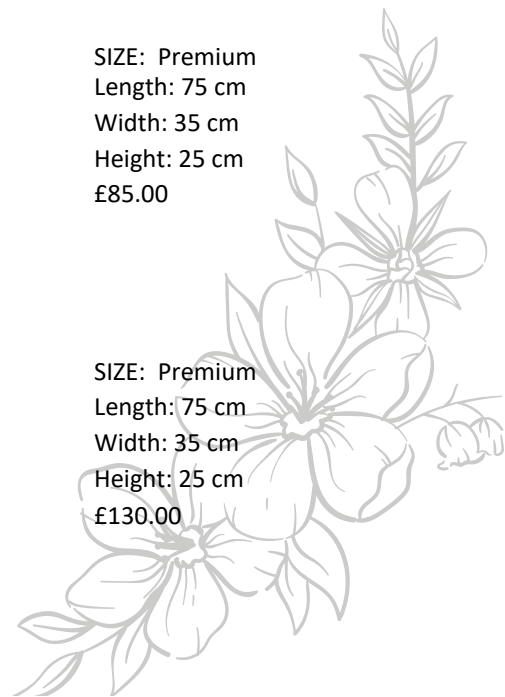 SIZE:  Premium
Length: 75 cm
Width: 35 cm
Height: 25 cm
£85.00
SIZE:  Premium
Length: 75 cm
Width: 35 cm
Height: 25 cm
£130.00